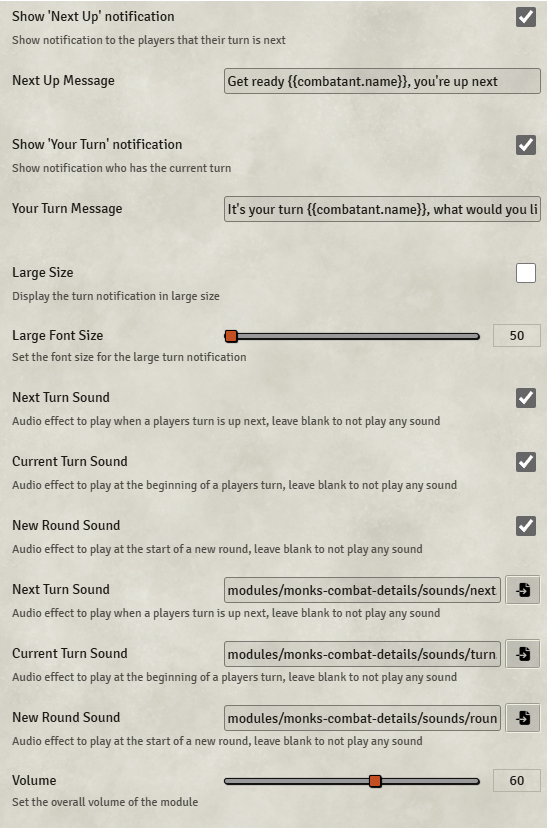 Show 'Next Up' notification
Show notification to the players that their turn is next
Next Up Message Get ready {{combatant.name}}, you're up next
Show 'Your Turn' notification
Show notification who has the current turn
Your Turn Message It's your turn {{combatant.name}}, what would you li
Large Size
Display the turn notification in large size
Large Font Size 50
Set the font size for the large turn notification
Next Turn Sound
Audio effect to play when a players turn is up next, leave blank to not play any sound
Current Turn Sound
Audio effect to play at the beginning of a players turn, leave blank to not play any sound
New Round Sound
Audio effect to play at the start of a new round, leave blank to not play any sound
Next Turn Sound modules/monks-combat-details/sounds/next
Audio effect to play when a players turn is up next, leave blank to not play any sound
Current Turn Sound modules/monks-combat-details/sounds/turn
Audio effect to play at the beginning of a players turn, leave blank to not play any sound
New Round Sound modules/monks-combat-details/sounds/roun
Audio effect to play at the start of a new round, leave blank to not play any sound
Volume 60
Set the overall volume of the module